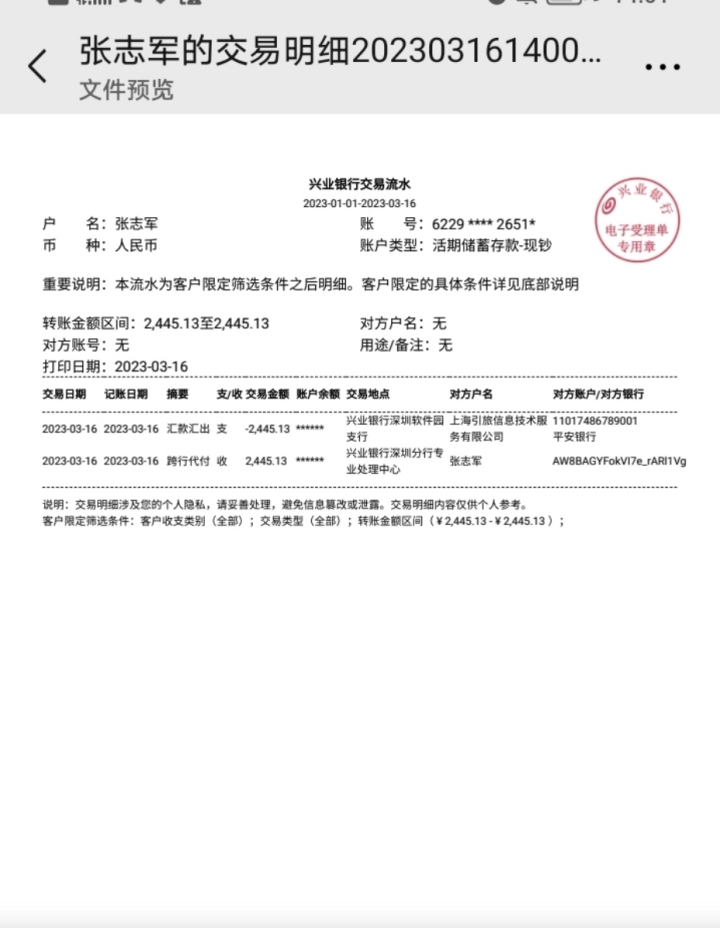 张志军的交易明细202303161400...
文件预览
兴业银行交易流水
2023-01-01-2023-03-16
户 名：张志军 账 号：6229 **** 2651*
币 种：人民币 账户类型：活期储蓄存款-现钞
兴业银行
电子受理单
专用章
重要说明：本流水为客户限定筛选条件之后明细。客户限定的具体条件详见底部说明
转账金额区间：2,445.13至2,445.13 对方户名：无
对方账号：无 用途/备注：无
打印日期：2023-03-16
交易日期 记账日期 摘要 支/收 交易金额 账户余额 交易地点 对方户名 对方账户/对方银行
2023-03-16 2023-03-16 汇款汇出 支 -2,445.13 ****** 兴业银行深圳软件园 上海引旅信息技术服 11017486789001
支行 务有限公司 平安银行
2023-03-16 2023-03-16 跨行代付 收 2,445.13 ****** 兴业银行深圳分行专 张志军 AW8BAGYFokVI7e_rARI1Vg
业处理中心
说明：交易明细涉及您的个人隐私，请妥善处理，避免信息篡改或泄露。交易明细内容仅供个人参考。
客户限定筛选条件：客户收支类别（全部）；交易类型（全部）；转账金额区间（¥2,445.13-¥2,445.13）；